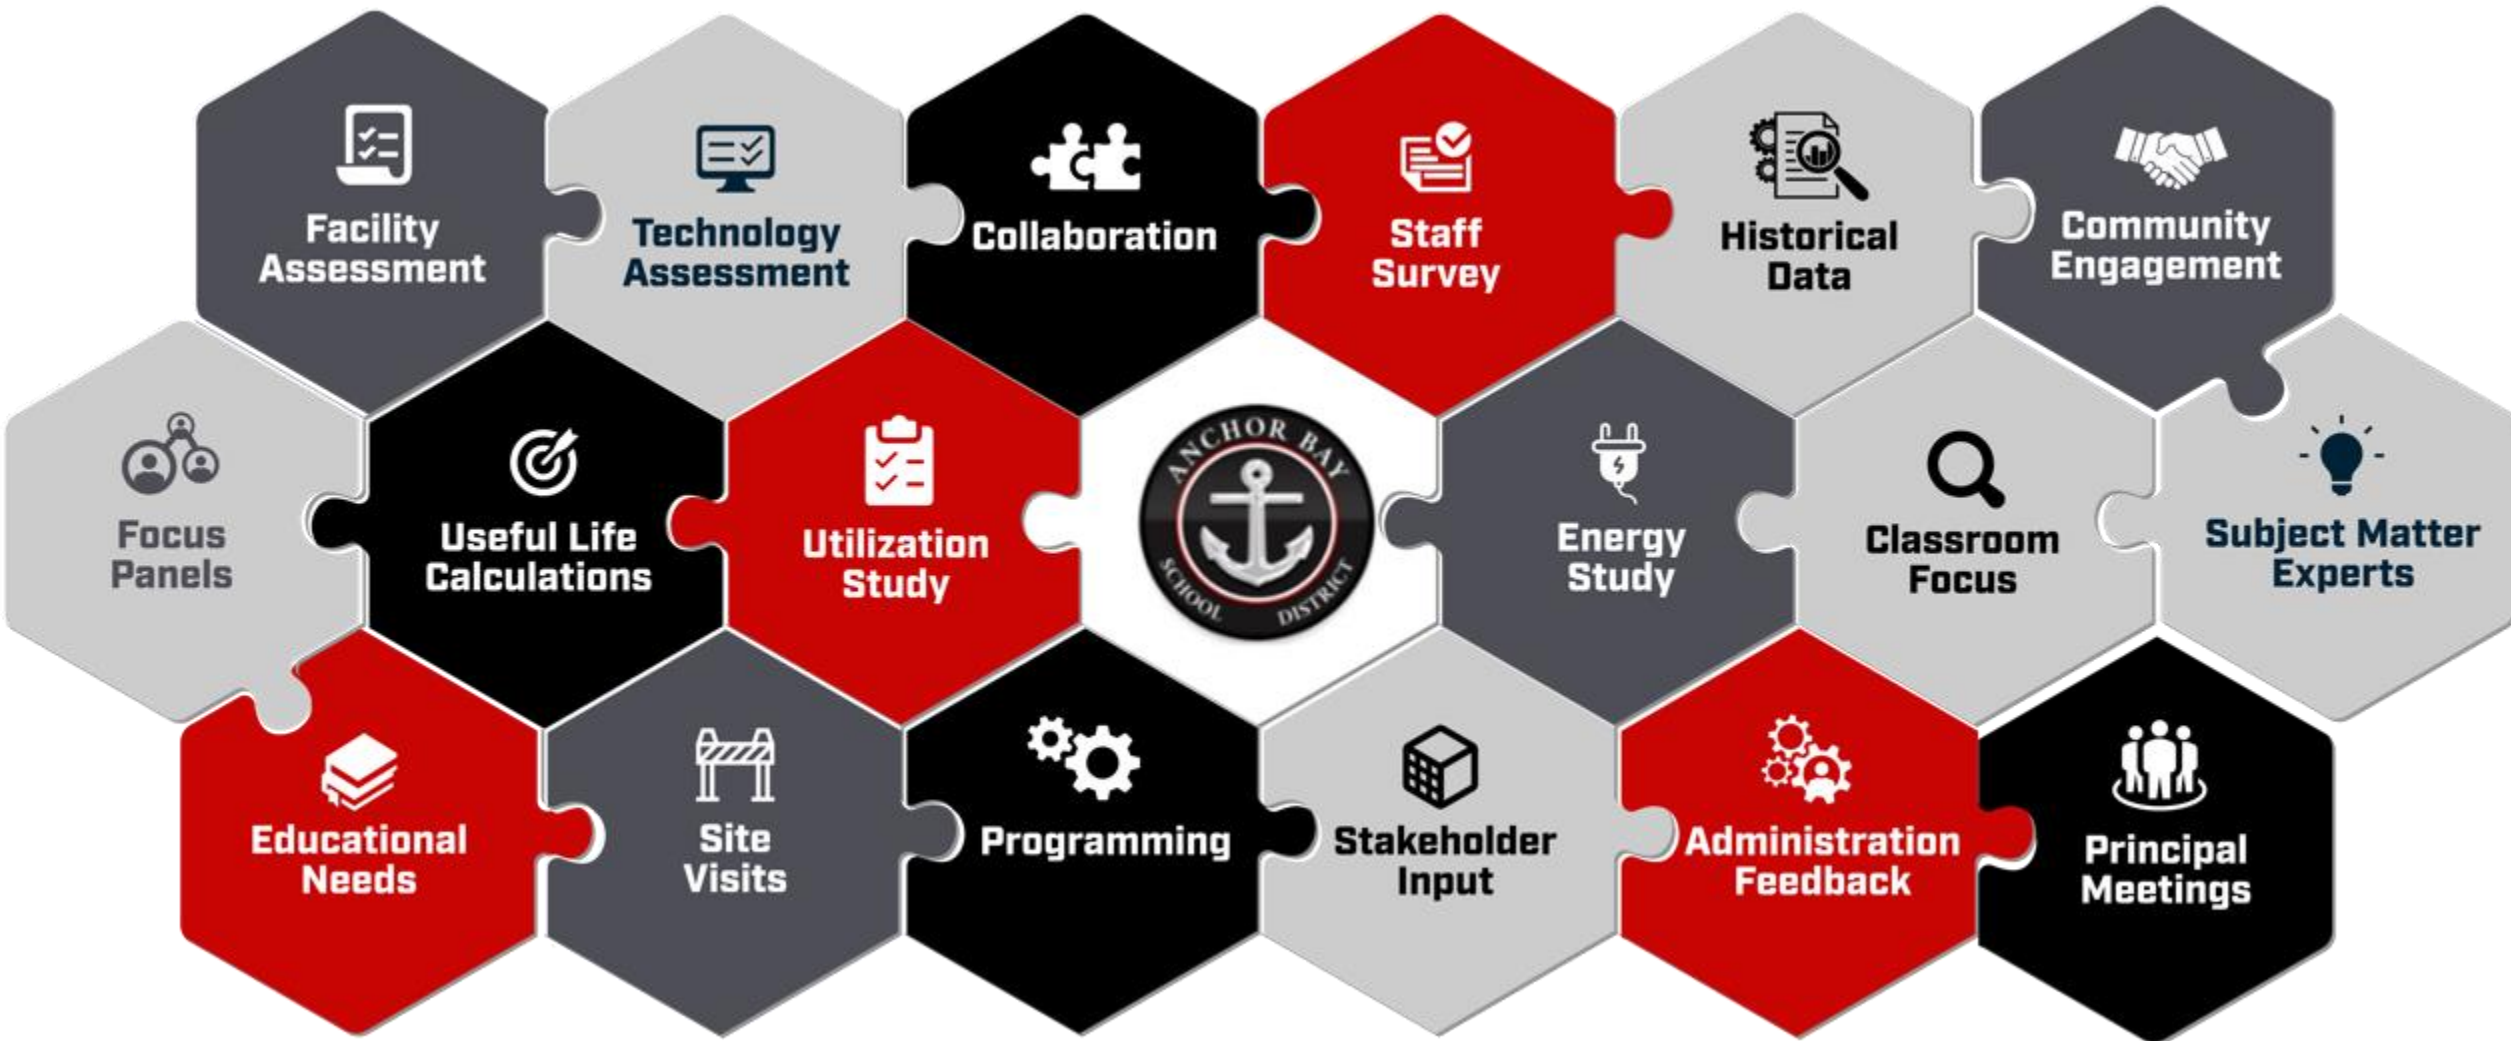 Facility
Assessment
Technology
Assessment
Collaboration
Staff
Survey
Historical
Data
Community
Engagement
Focus
Panels
Useful Life
Calculations
Utilization
Study
ANCHOR BAY
SCHOOL DISTRICT
Energy
Study
Classroom
Focus
Subject Matter
Experts
Educational
Needs
Site
Visits
Programming
Stakeholder
Input
Administration
Feedback
Principal
Meetings